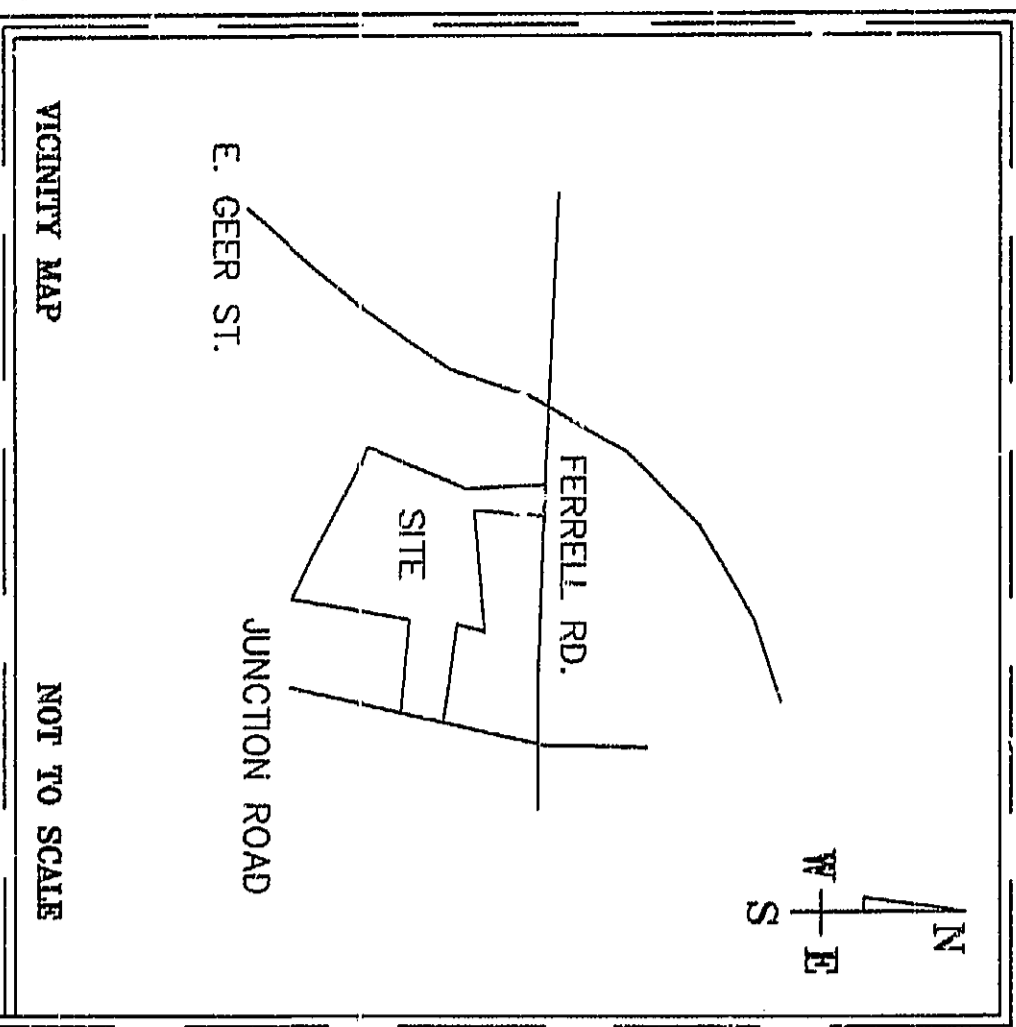 N
W E
S
FERRELL RD.
SITE
E. GEER ST.
JUNCTION ROAD
VICINITY MAP
NOT TO SCALE